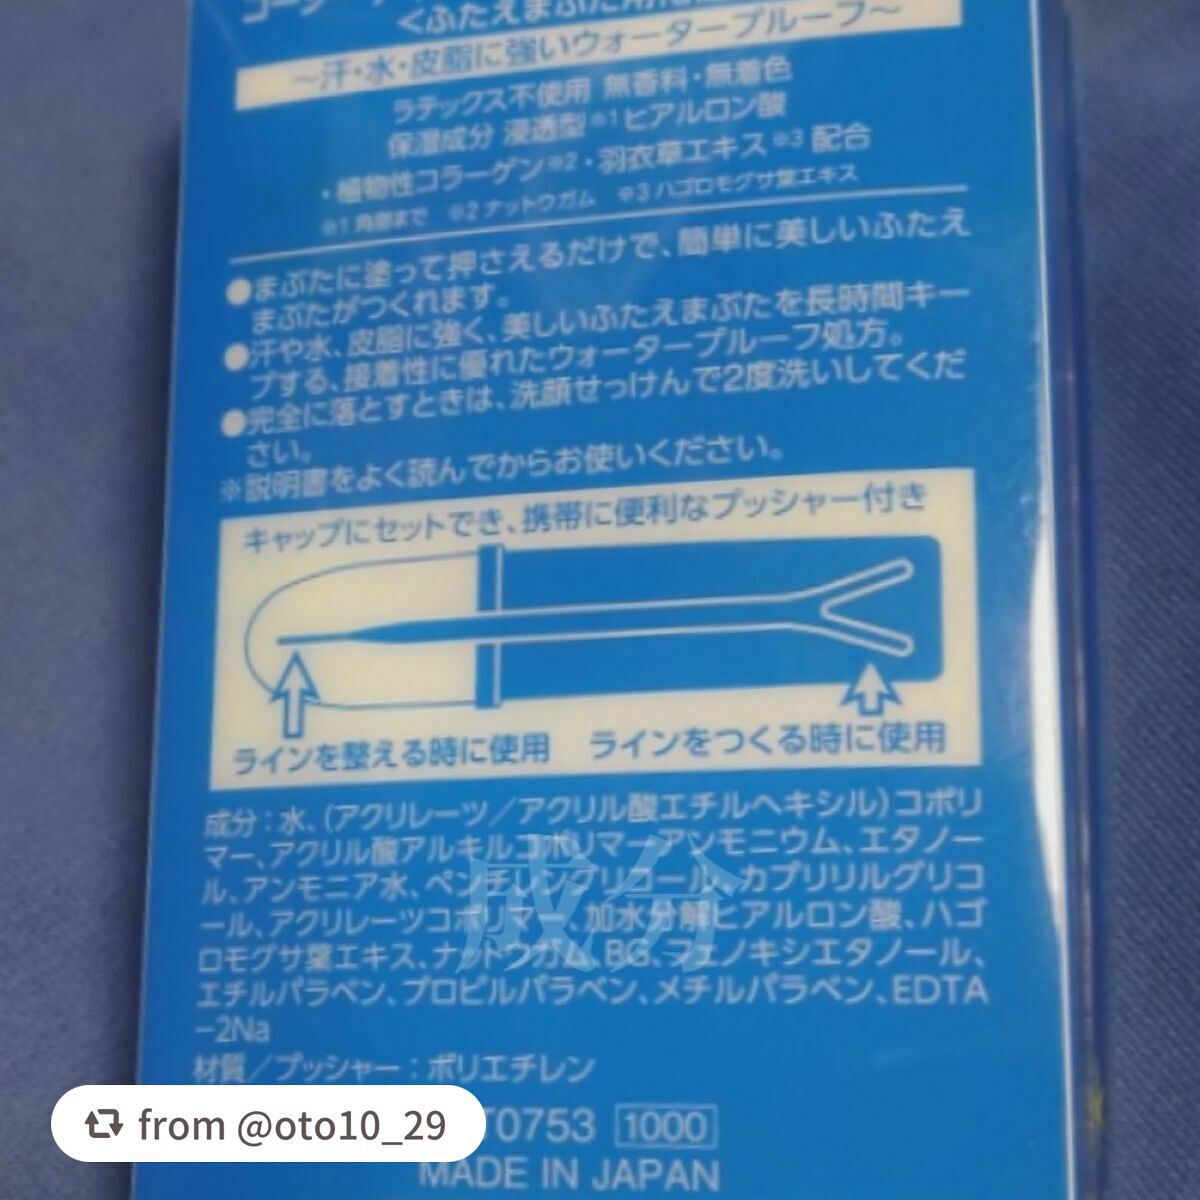 <ふたえまぶた用
～汗・水・皮脂に強いウォータープルーフ～
ラテックス不使用 無香料・無着色
保湿成分 浸透型※1ヒアルロン酸
・植物性コラーゲン※2・羽衣草エキス※3 配合
※1 角層まで ※2 ナットウガム ※3 ハゴロモグサ葉エキス
●まぶたに塗って押さえるだけで、簡単に美しいふたえ
まぶたがつくれます。
●汗や水、皮脂に強く、美しいふたえまぶたを長時間キー
プする、接着性に優れたウォータープルーフ処方。
●完全に落とすときは、洗顔せっけんで2度洗いしてくだ
さい。
※説明書をよく読んでからお使いください。
キャップにセットでき、携帯に便利なプッシャー付き
ラインを整える時に使用 ラインをつくる時に使用
成分:水、(アクリレーツ/アクリル酸エチルヘキシル)コポリ
マー、アクリル酸アルキルコポリマーアンモニウム、エタノー
ル、アンモニア水、ペンチレングリコール、カプリリルグリコ
ール、アクリレーツコポリマー、加水分解ヒアルロン酸、ハゴ
ロモグサ葉エキス、ナットウガム、BG、フェノキシエタノール、
エチルパラベン、プロピルパラベン、メチルパラベン、EDTA
-2Na
成分
材質/プッシャー:ポリエチレン
from @oto10_29
T0753 1000
MADE IN JAPAN